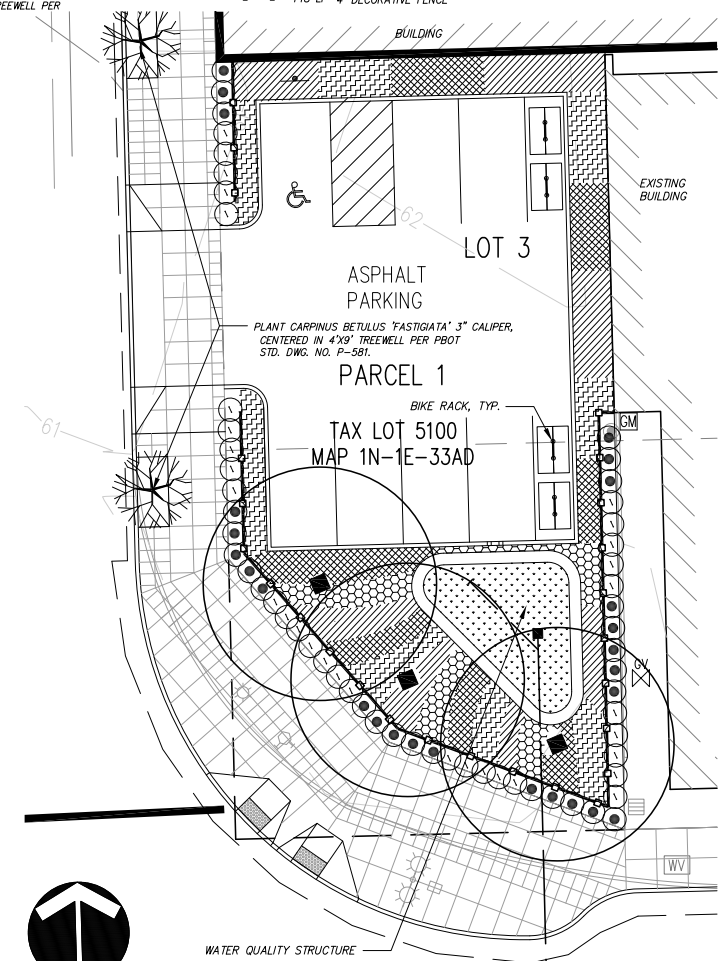 REEWELL PER
4' DECORATIVE FENCE
BUILDING
EXISTING
BUILDING
62
LOT 3
ASPHALT
PARKING
PLANT CARPINUS BETULUS 'FASTIGIATA' 3" CALIPER,
CENTERED IN 4'X9' TREEWELL PER PBOT
STD. DWG. NO. P-581.
PARCEL 1
BIKE RACK, TYP.
GM
61
TAX LOT 5100
MAP 1N-1E-33AD
GV
WV
WATER QUALITY STRUCTURE